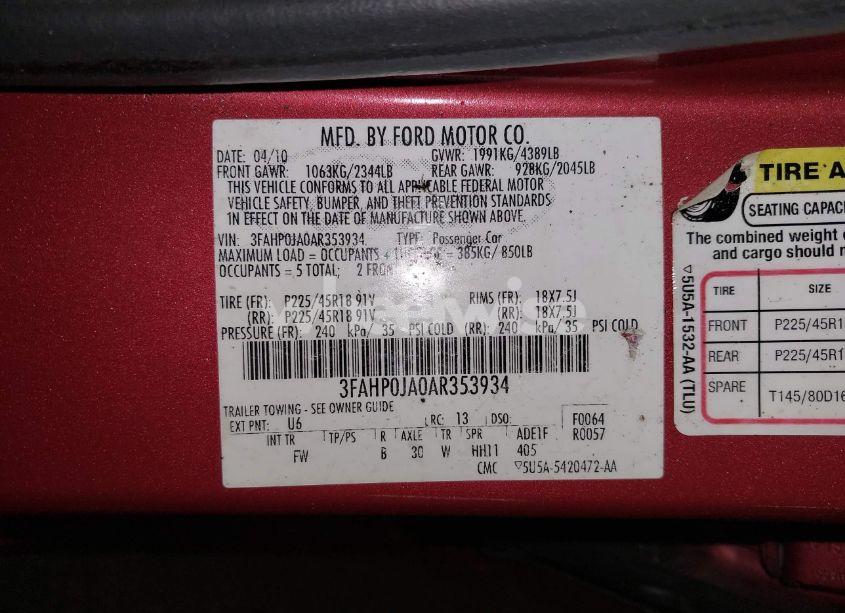 MFD. BY FORD MOTOR CO.
DATE: 04/10 GVWR: 1991KG/4389LB
FRONT GAWR: 1063KG/2344LB REAR GAWR: 928KG/2045LB
THIS VEHICLE CONFORMS TO ALL APPLICABLE FEDERAL MOTOR
VEHICLE SAFETY, BUMPER, AND THEFT PREVENTION STANDARDS
IN EFFECT ON THE DATE OF MANUFACTURE SHOWN ABOVE.
VIN: 3FAHP0JA0AR353934 TYPE: Passenger Car
MAXIMUM LOAD = OCCUPANTS + = 385KG/ 850LB
OCCUPANTS = 5 TOTAL; 2 FRON
TIRE (FR): P225/45R18 91V RIMS (FR): 18X7.5J
(RR): P225/45R18 91V (RR): 18X7.5J
PRESSURE (FR): 240 kPa/ 35 PSI COLD (RR): 240 kPa/ 35 PSI COLD
wheelwise
3FAHP0JA0AR353934
TRAILER TOWING - SEE OWNER GUIDE
EXT PNT: U6 RC: 13 DSO: F0064
INT TR TP/PS R AXLE TR SPR ADE1F R0057
FW B 30 W HH11 405
CMC ▽5U5A-5420472-AA
TIRE A
SEATING CAPAC
The combined weight
and cargo should
▽5U5A-1532-AA (TLU)
TIRE SIZE
FRONT P225/45R1
REAR P225/45R1
SPARE T145/80D16